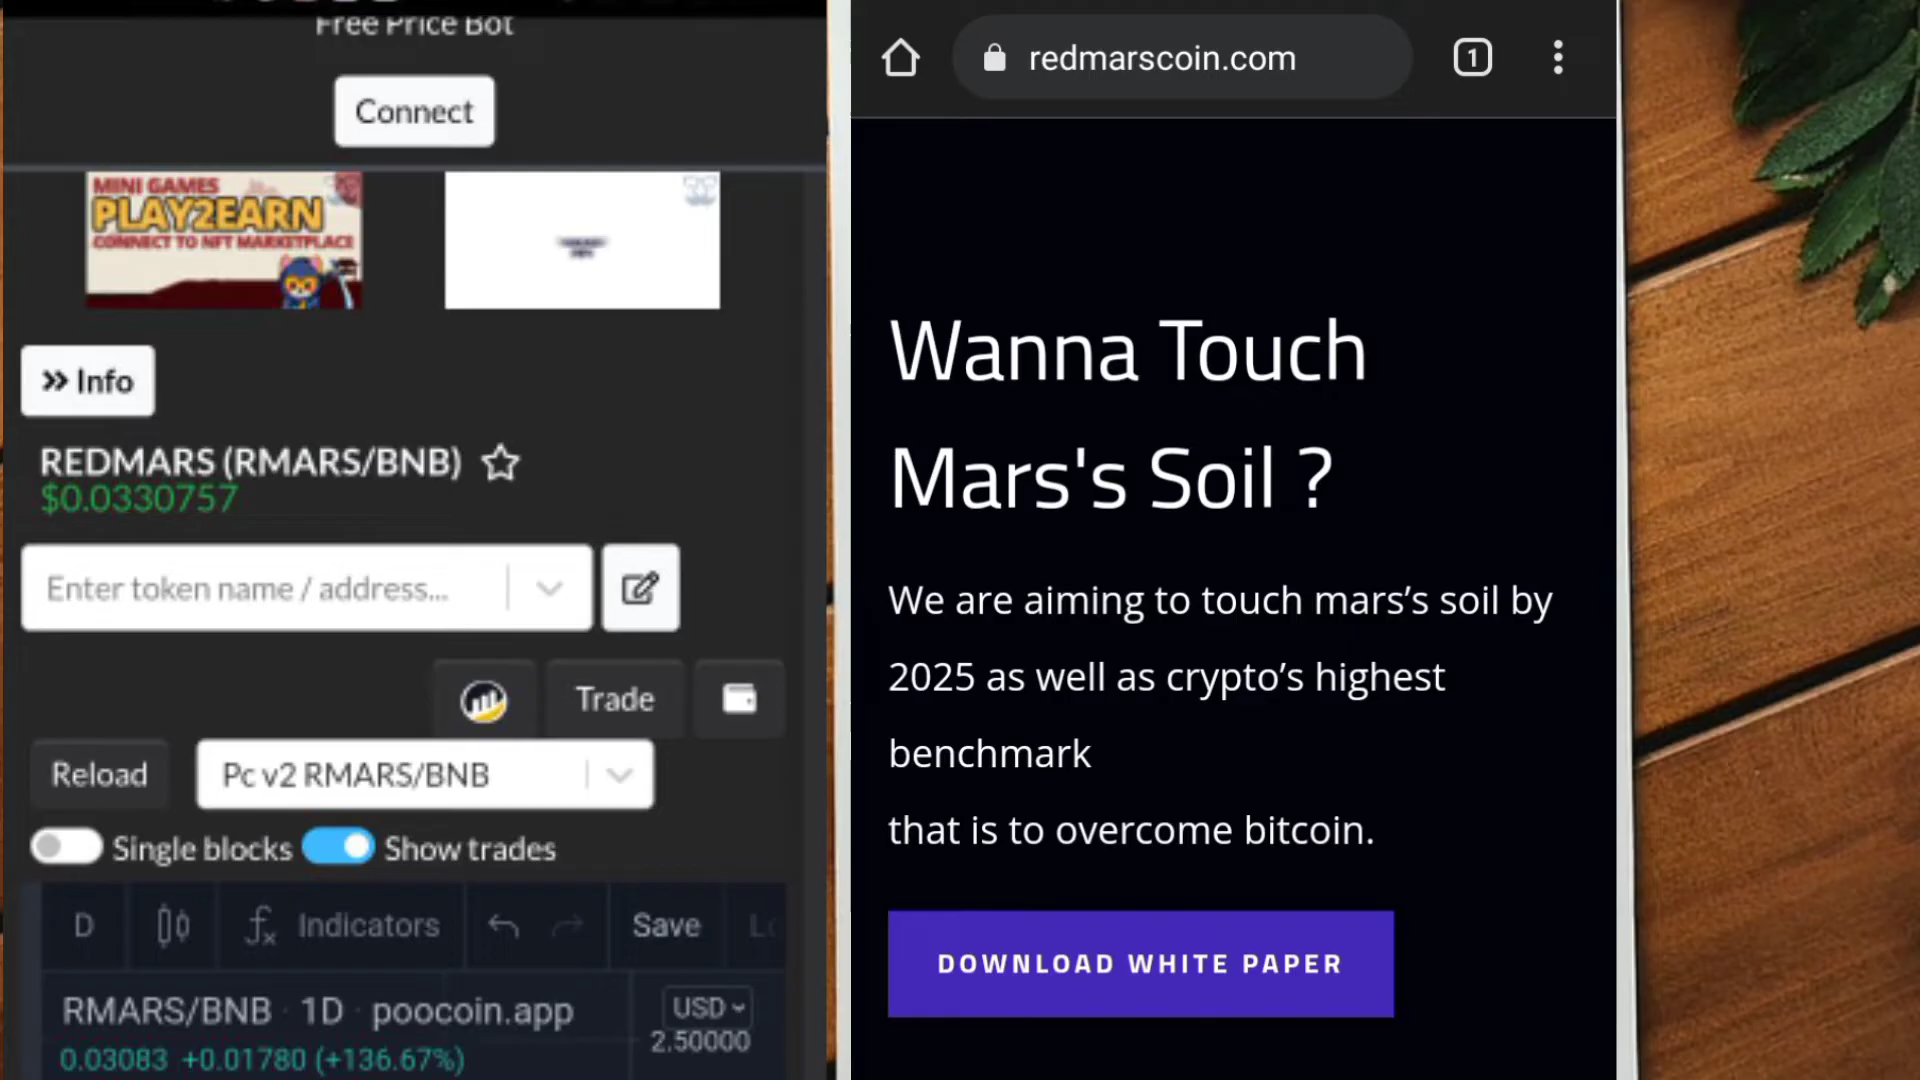 Free Price Bot
Connect
MINI GAMES
PLAY2EARN
CONNECT TO NFT MARKETPLACE
» Info
REDMARS (RMARS/BNB)
$0.0330757
Enter token name / address...
Trade
Reload
Pc v2 RMARS/BNB
Single blocks
Show trades
D
Indicators
Save
RMARS/BNB · 1D · poocoin.app
USD
2.50000
0.03083 +0.01780 (+136.67%)
redmarscoin.com
1
Wanna Touch
Mars's Soil ?
We are aiming to touch mars’s soil by
2025 as well as crypto’s highest
benchmark
that is to overcome bitcoin.
DOWNLOAD WHITE PAPER